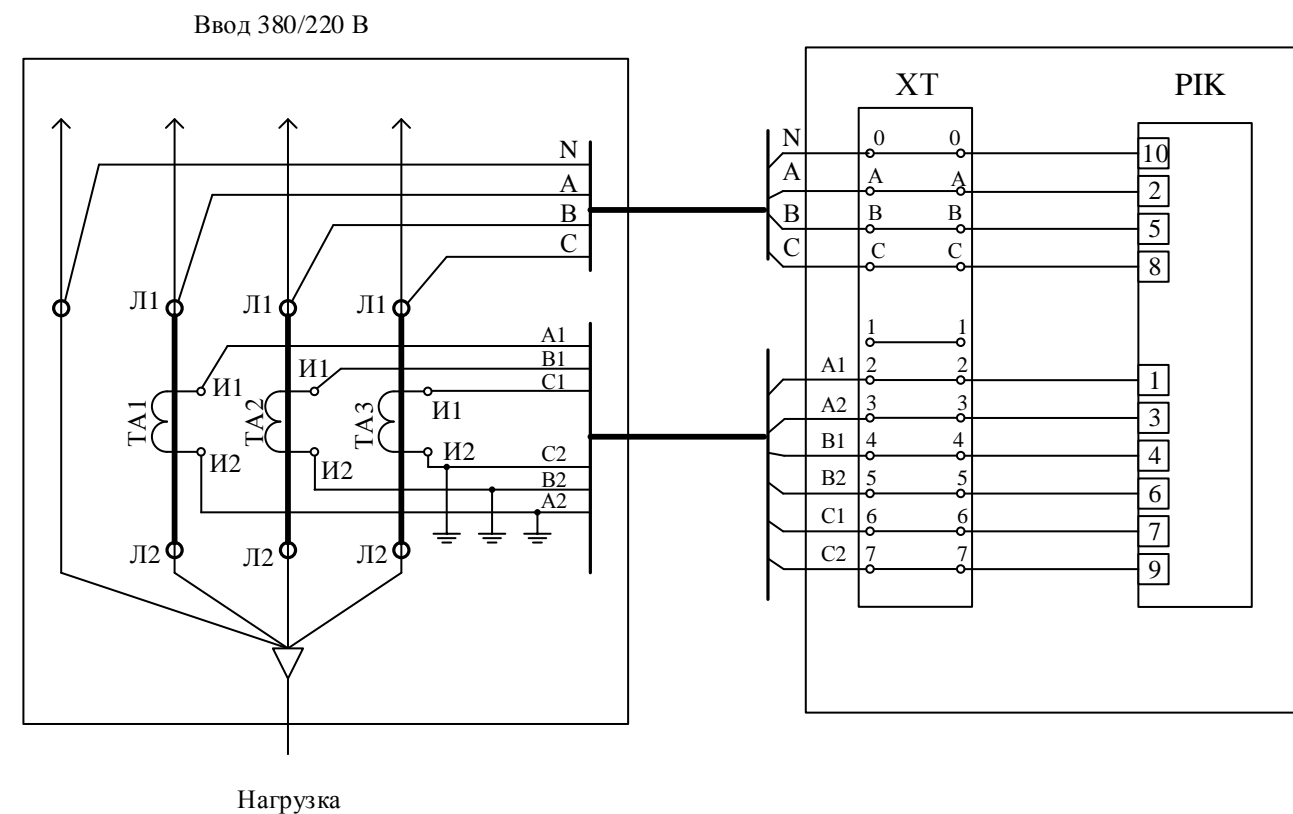 Ввод 380/220 В
XT
PIK
N
A
B
C
N
A
B
C
0 0
A A
B B
C C
10
2
5
8
Л1
Л1
Л1
A1
B1
C1
И1
И1
И1
TA1
TA2
TA3
И2
И2
И2
C2
B2
A2
Л2
Л2
Л2
1 1
A1 2 2 1
A2 3 3 3
B1 4 4 4
B2 5 5 6
C1 6 6 7
C2 7 7 9
Нагрузка